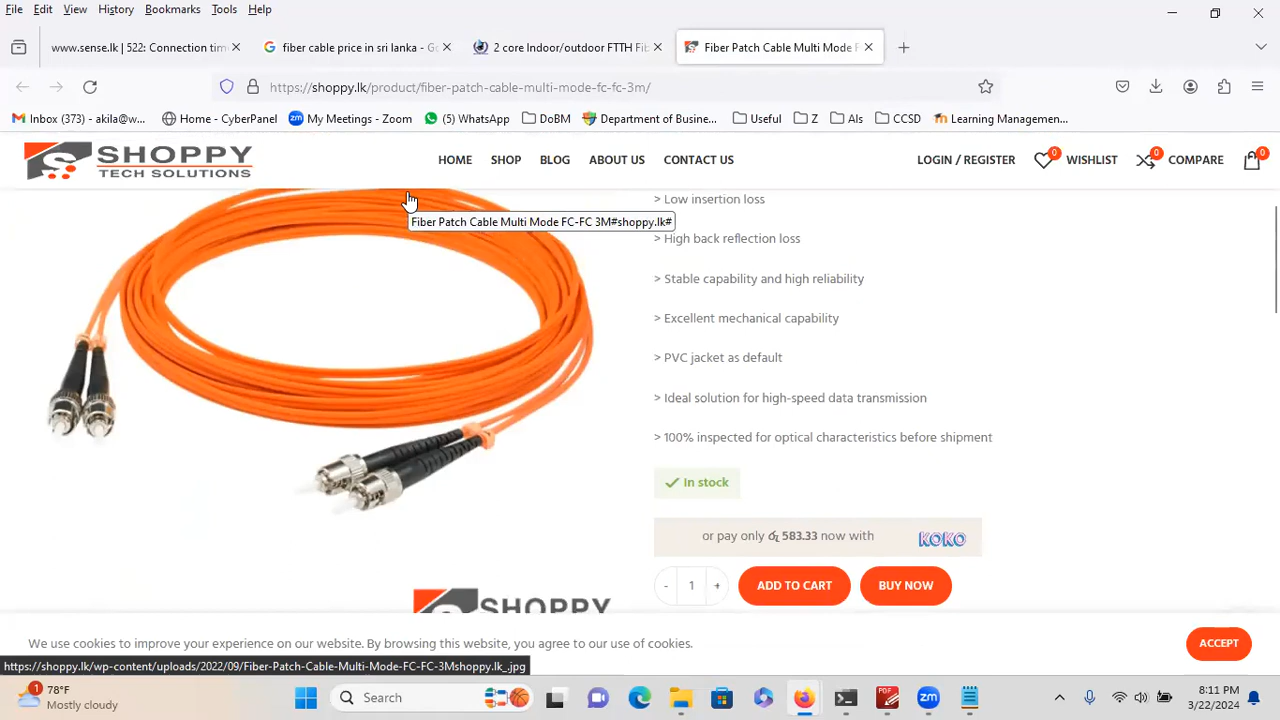 File Edit View History Bookmarks Tools Help
www.sense.lk | 522: Connection tim
fiber cable price in sri lanka - Go
2 core Indoor/outdoor FTTH Fib
Fiber Patch Cable Multi Mode F
https://shoppy.lk/product/fiber-patch-cable-multi-mode-fc-fc-3m/
Inbox (373) - akila@w... Home - CyberPanel My Meetings - Zoom (5) WhatsApp DoBM Department of Busine... Useful Z AIs CCSD Learning Managemen...
SHOPPY
TECH SOLUTIONS
HOME SHOP BLOG ABOUT US CONTACT US LOGIN / REGISTER 0 WISHLIST 0 COMPARE 0
> Low insertion loss
Fiber Patch Cable Multi Mode FC-FC 3M#shoppy.lk#
> High back reflection loss
> Stable capability and high reliability
> Excellent mechanical capability
> PVC jacket as default
> Ideal solution for high-speed data transmission
> 100% inspected for optical characteristics before shipment
In stock
or pay only රු 583.33 now with KOKO
- 1 + ADD TO CART BUY NOW
SHOPPY
We use cookies to improve your experience on our website. By browsing this website, you agree to our use of cookies. ACCEPT
https://shoppy.lk/wp-content/uploads/2022/09/Fiber-Patch-Cable-Multi-Mode-FC-FC-3Mshoppy.lk_.jpg
1 78°F
Mostly cloudy
Search
PDF
zm
8:11 PM
3/22/2024